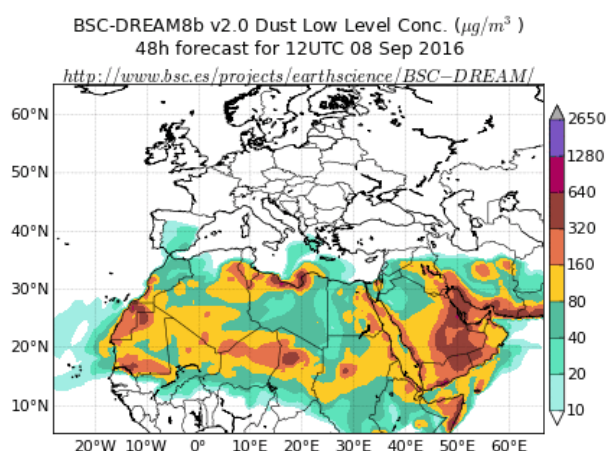 BSC-DREAM8b v2.0 Dust Low Level Conc. (μg/m³ )
48h forecast for 12UTC 08 Sep 2016
http://www.bsc.es/projects/earthscience/BSC−DREAM/
60°N
50°N
40°N
30°N
20°N
10°N
20°W 10°W 0° 10°E 20°E 30°E 40°E 50°E 60°E
2650
1280
640
320
160
80
40
20
10